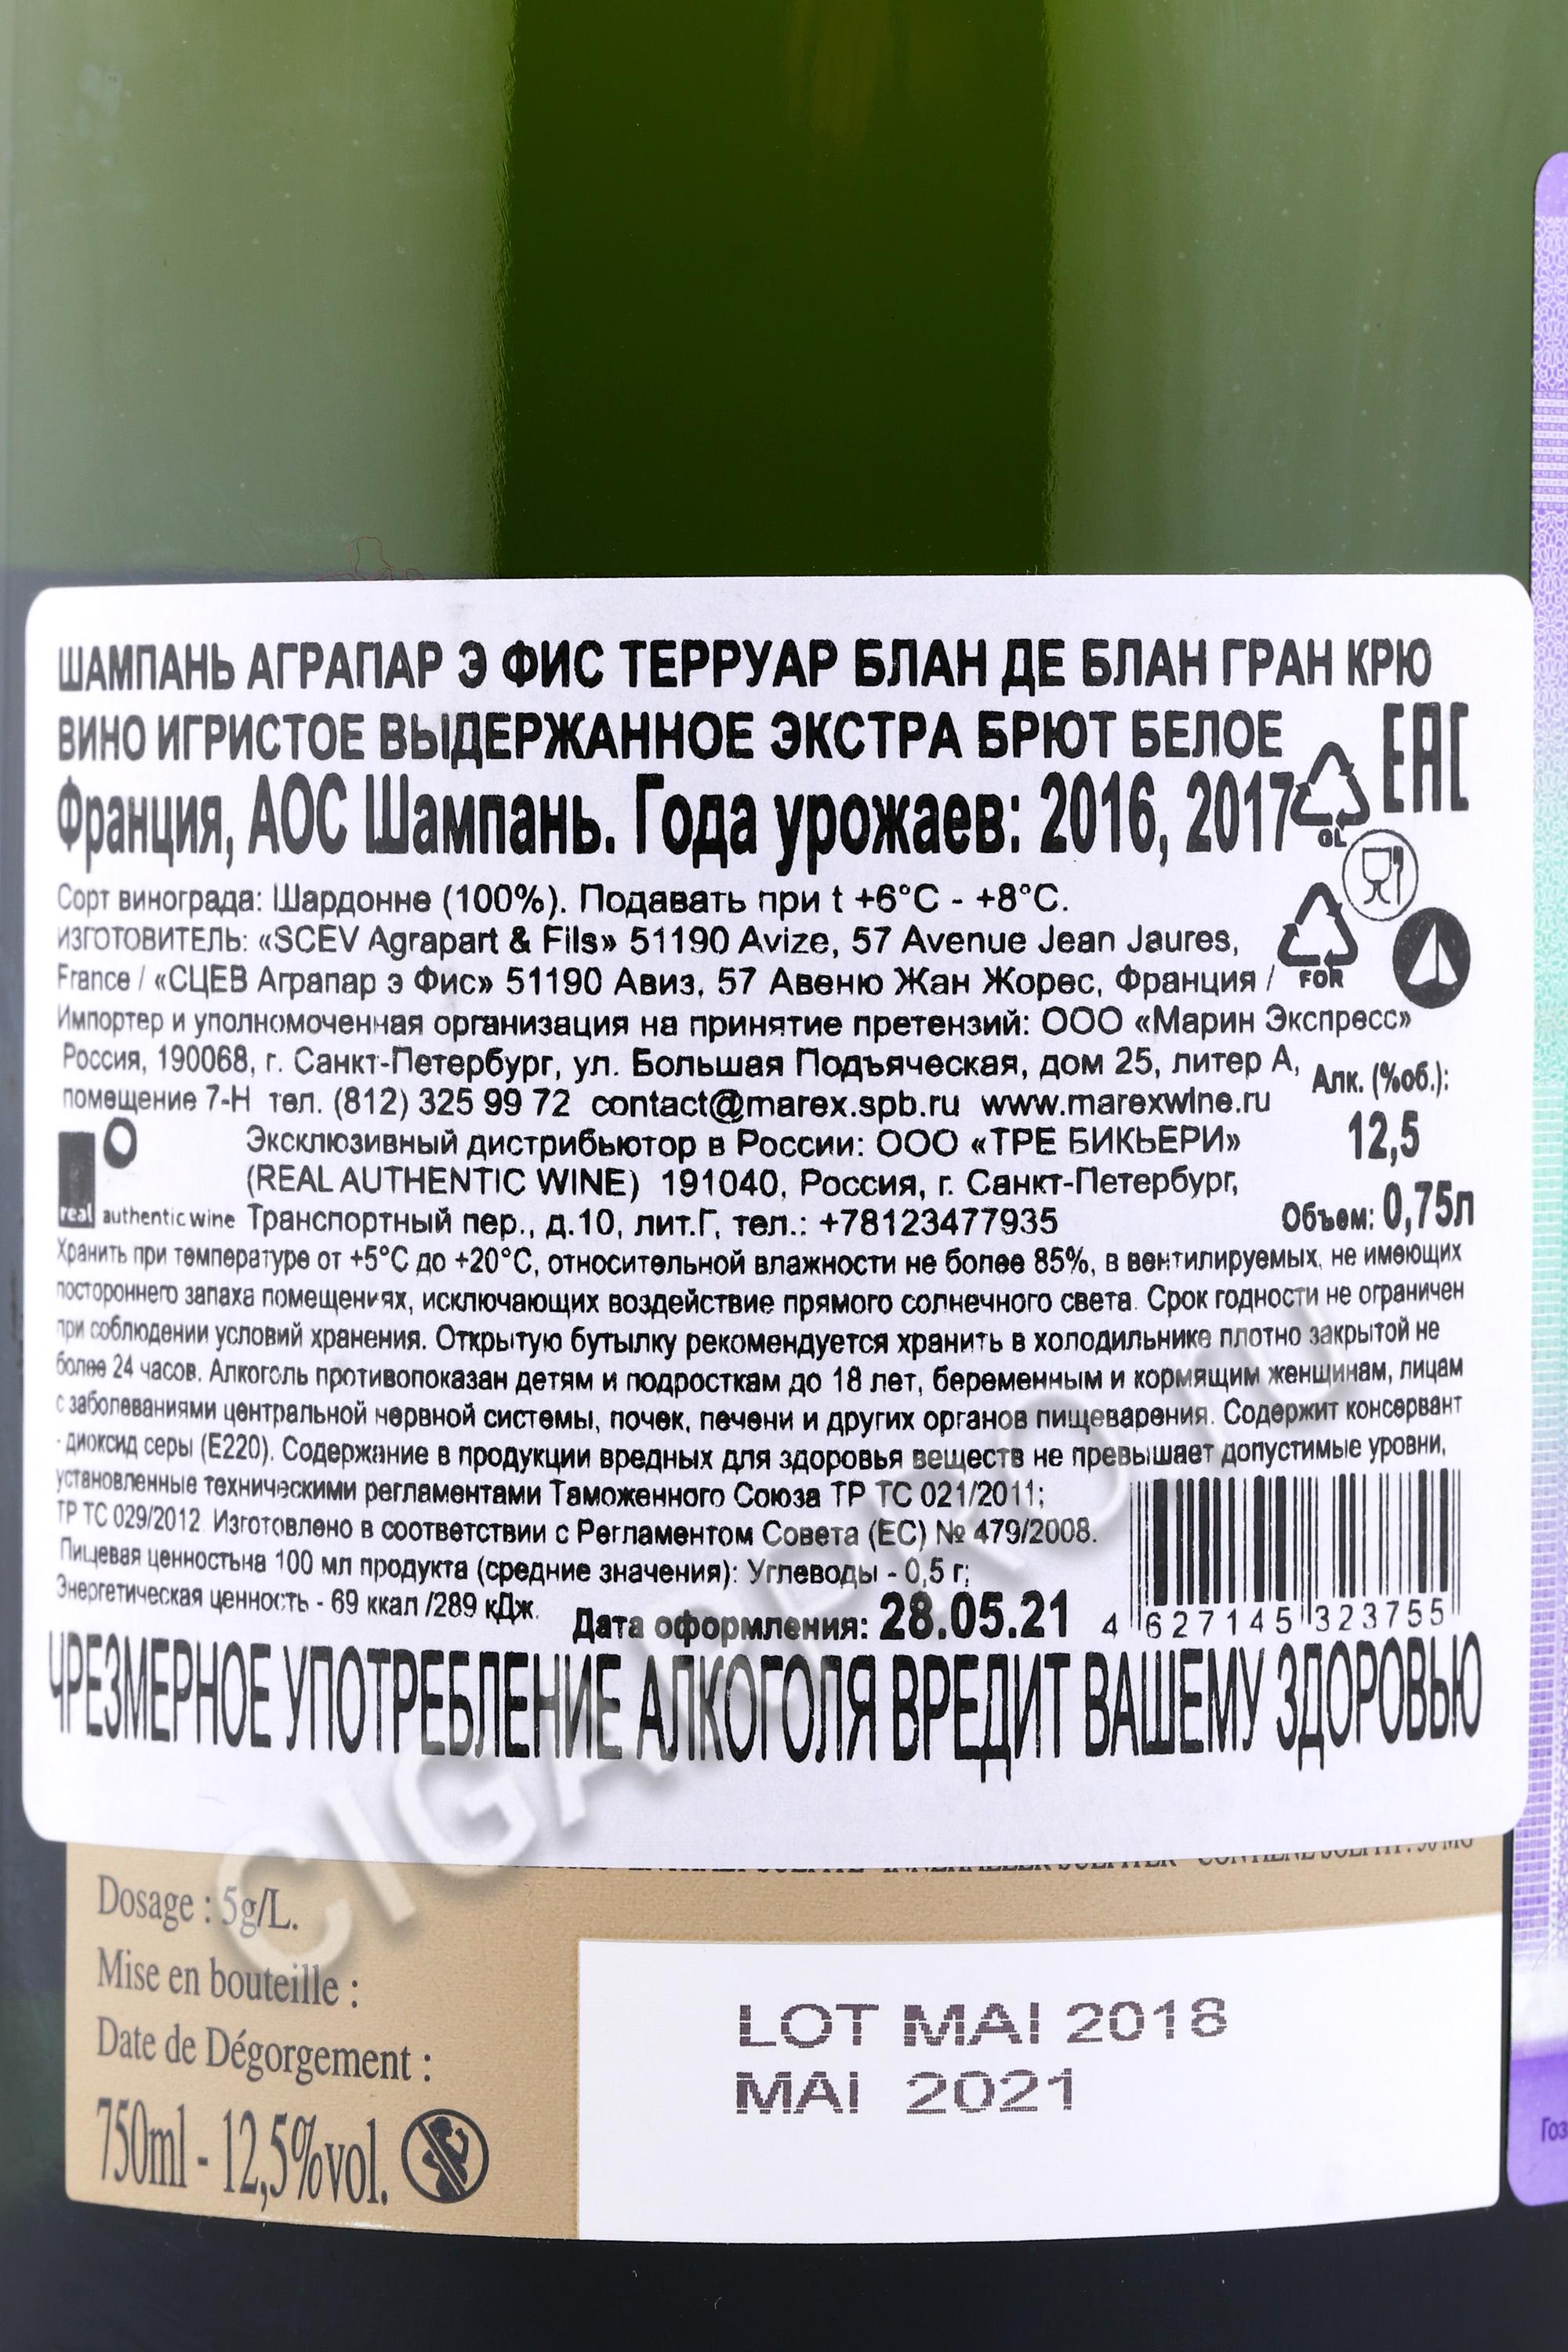 ШАМПАНЬ АГРАПАР Э ФИС ТЕРРУАР БЛАН ДЕ БЛАН ГРАН КРЮ
ВИНО ИГРИСТОЕ ВЫДЕРЖАННОЕ ЭКСТРА БРЮТ БЕЛОЕ
EAC
Франция, АОС Шампань. Года урожаев: 2016, 2017
GL
Сорт винограда: Шардонне (100%). Подавать при t +6°C - +8°C.
ИЗГОТОВИТЕЛЬ: «SCEV Agrapart & Fils» 51190 Avize, 57 Avenue Jean Jaures,
France / «СЦЕВ Аграпар э Фис» 51190 Авиз, 57 Авеню Жан Жорес, Франция /
FOR
Импортер и уполномоченная организация на принятие претензий: ООО «Марин Экспресс»
Россия, 190068, г. Санкт-Петербург, ул. Большая Подъяческая, дом 25, литер А,
помещение 7-Н тел. (812) 325 99 72 contact@marex.spb.ru www.marexwine.ru
Алк. (%об.):
12,5
Эксклюзивный дистрибьютор в России: ООО «ТРЕ БИКЬЕРИ»
(REAL AUTHENTIC WINE) 191040, Россия, г. Санкт-Петербург,
real authentic wine Транспортный пер., д.10, лит.Г, тел.: +78123477935
Объем: 0,75л
Хранить при температуре от +5°C до +20°C, относительной влажности не более 85%, в вентилируемых, не имеющих
постороннего запаха помещениях, исключающих воздействие прямого солнечного света. Срок годности не ограничен
при соблюдении условий хранения. Открытую бутылку рекомендуется хранить в холодильнике плотно закрытой не
более 24 часов. Алкоголь противопоказан детям и подросткам до 18 лет, беременным и кормящим женщинам, лицам
с заболеваниями центральной нервной системы, почек, печени и других органов пищеварения. Содержит консервант
- диоксид серы (Е220). Содержание в продукции вредных для здоровья веществ не превышает допустимые уровни,
установленные техническими регламентами Таможенного Союза ТР ТС 021/2011;
ТР ТС 029/2012. Изготовлено в соответствии с Регламентом Совета (ЕС) № 479/2008.
Пищевая ценностьна 100 мл продукта (средние значения): Углеводы - 0,5 г;
Энергетическая ценность - 69 ккал /289 кДж.
Дата оформления: 28.05.21
4 627145 323755
ЧРЕЗМЕРНОЕ УПОТРЕБЛЕНИЕ АЛКОГОЛЯ ВРЕДИТ ВАШЕМУ ЗДОРОВЬЮ
CIGARPRO.RU
Dosage : 5g/L.
Mise en bouteille :
LOT MAI 2018
Date de Dégorgement :
MAI 2021
750ml - 12,5%vol.